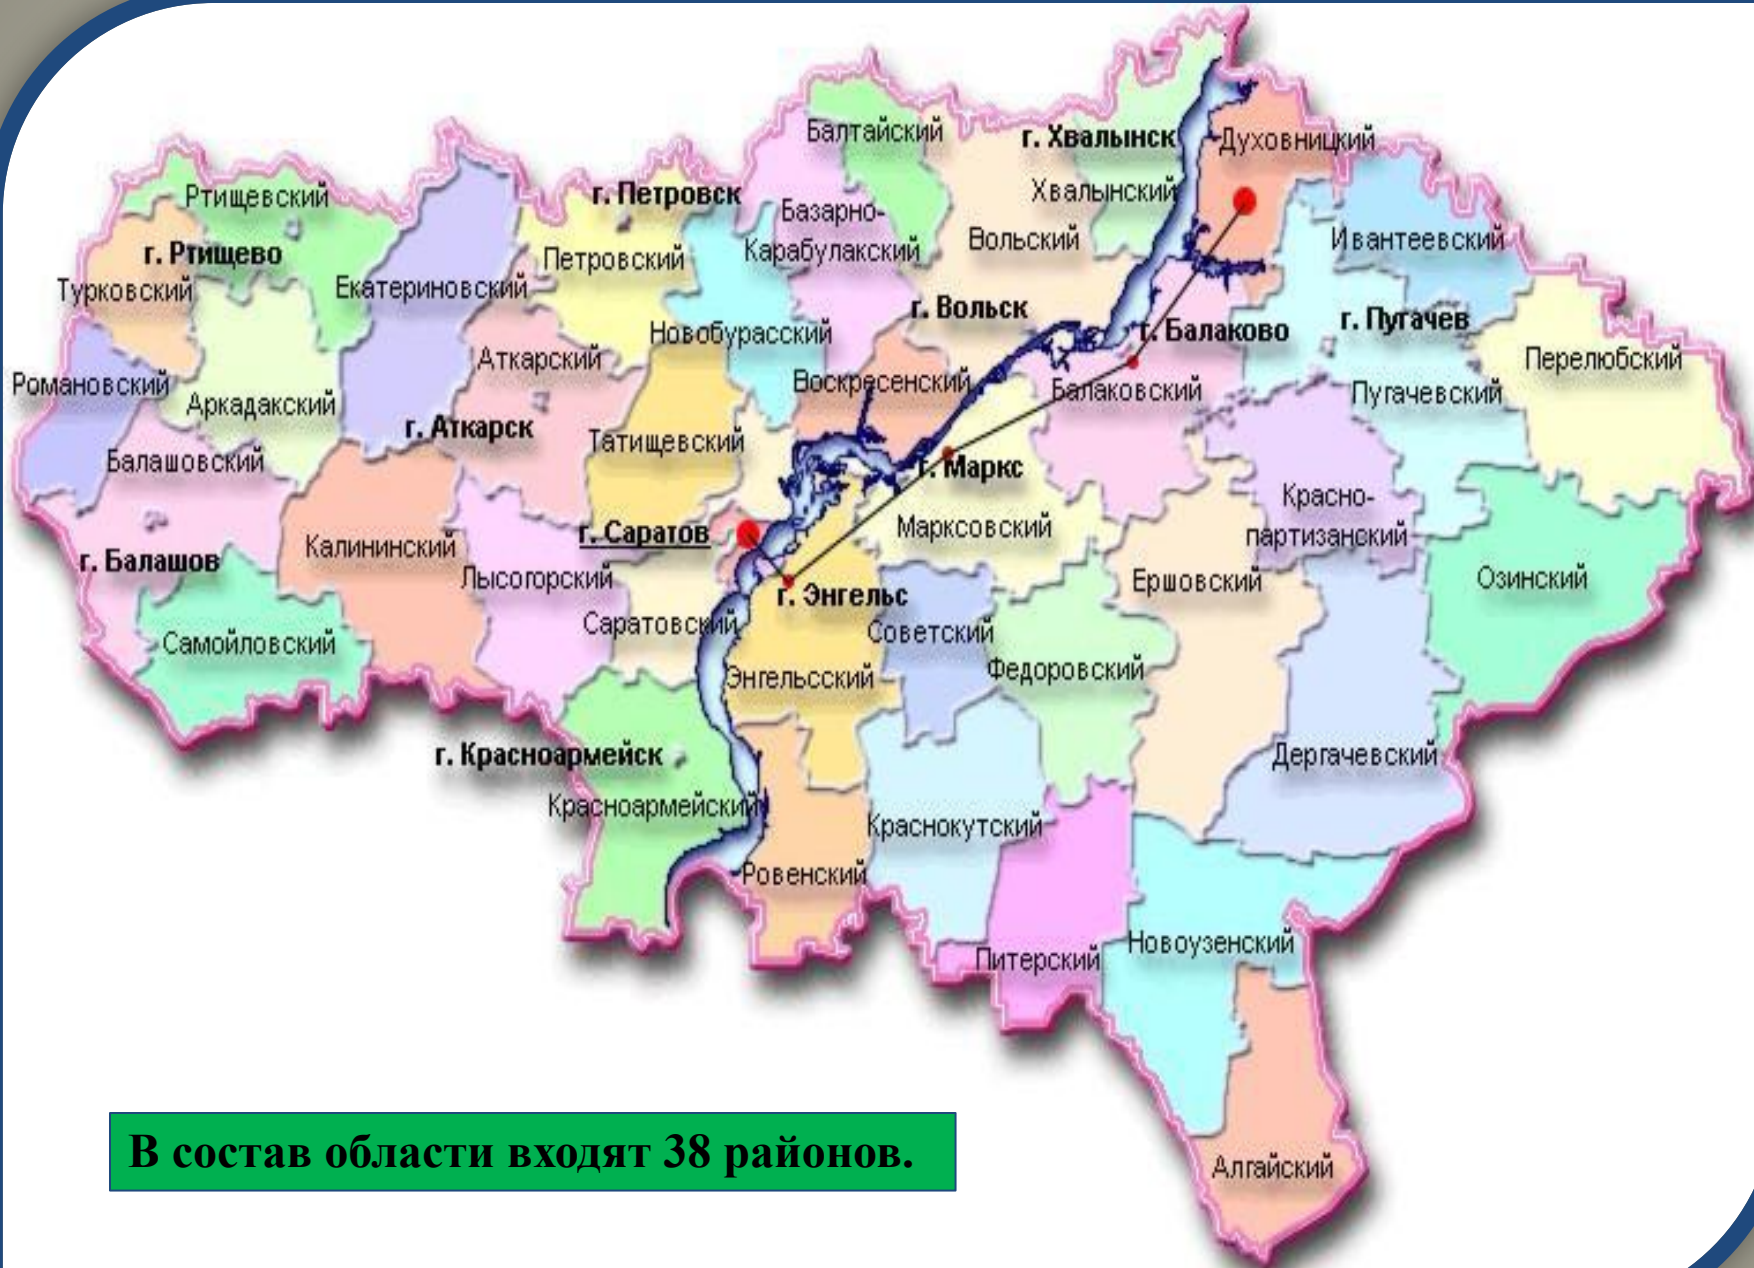 Балтайский
г. Хвалынск
Духовницкий
Ртищевский
г. Петровск
Хвалынский
Базарно-
Карабулакский
Вольский
Ивантеевский
г. Ртищево
Петровский
Турковский
Екатериновский
г. Вольск
г. Балаково
г. Пугачев
Новобурасский
Аткарский
Перелюбский
Романовский
Воскресенский
Балаковский
Пугачевский
Аркадакский
г. Аткарск
Татищевский
Балашовский
г. Маркс
Красно-
партизанский
Марксовский
г. Саратов
Калининский
г. Балашов
Лысогорский
Ершовский
Озинский
г. Энгельс
Саратовский
Советский
Самойловский
Федоровский
Энгельсский
г. Красноармейск
Дергачевский
Красноармейский
Краснокутский
Ровенский
Новоузенский
Питерский
В состав области входят 38 районов.
Алгайский